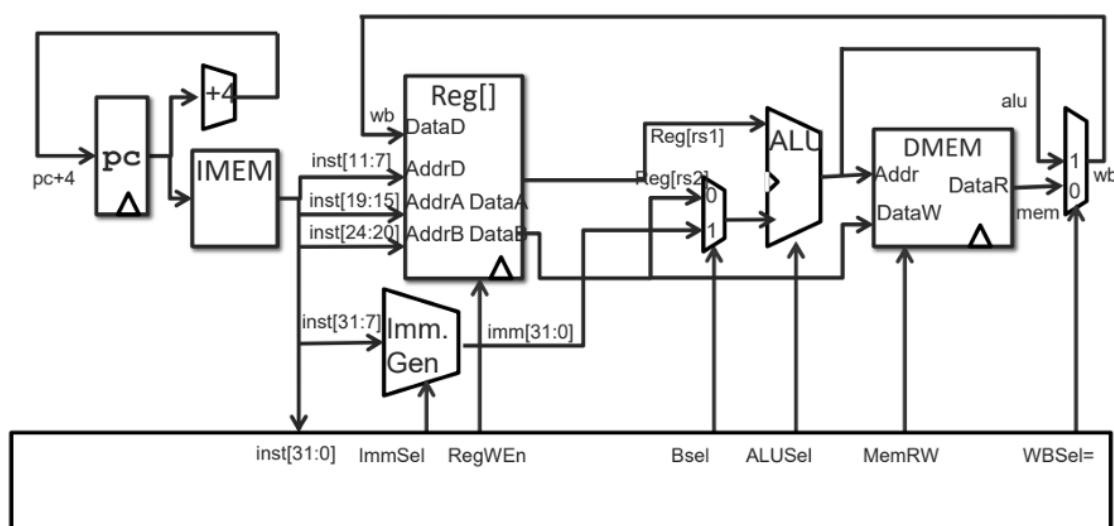 pc+4
pc
+4
IMEM
inst[11:7]
inst[19:15]
inst[24:20]
inst[31:7]
wb
Reg[]
DataD
AddrD
AddrA DataA
AddrB DataB
Imm.
Gen
imm[31:0]
Reg[rs1]
Reg[rs2]
0
1
ALU
DMEM
Addr
DataR
DataW
alu
mem
1
0
wb
inst[31:0]
ImmSel
RegWEn
Bsel
ALUSel
MemRW
WBSel=